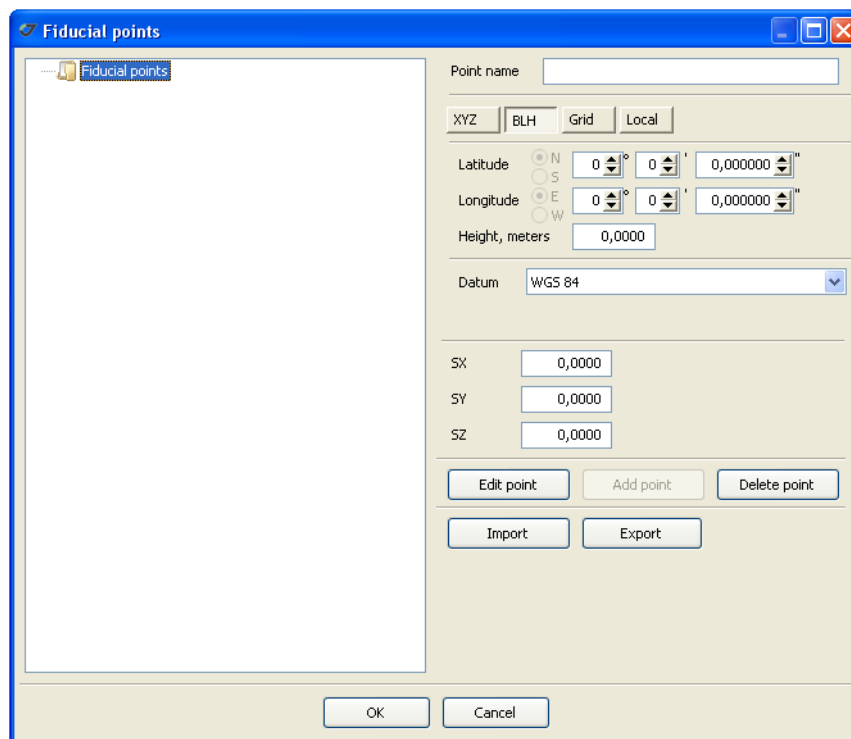 Fiducial points
Fiducial points
Point name
XYZ BLH Grid Local
Latitude N S 0 ° 0 ' 0,000000 "
Longitude E W 0 ° 0 ' 0,000000 "
Height, meters 0,0000
Datum WGS 84
SX 0,0000
SY 0,0000
SZ 0,0000
Edit point Add point Delete point
Import Export
OK Cancel